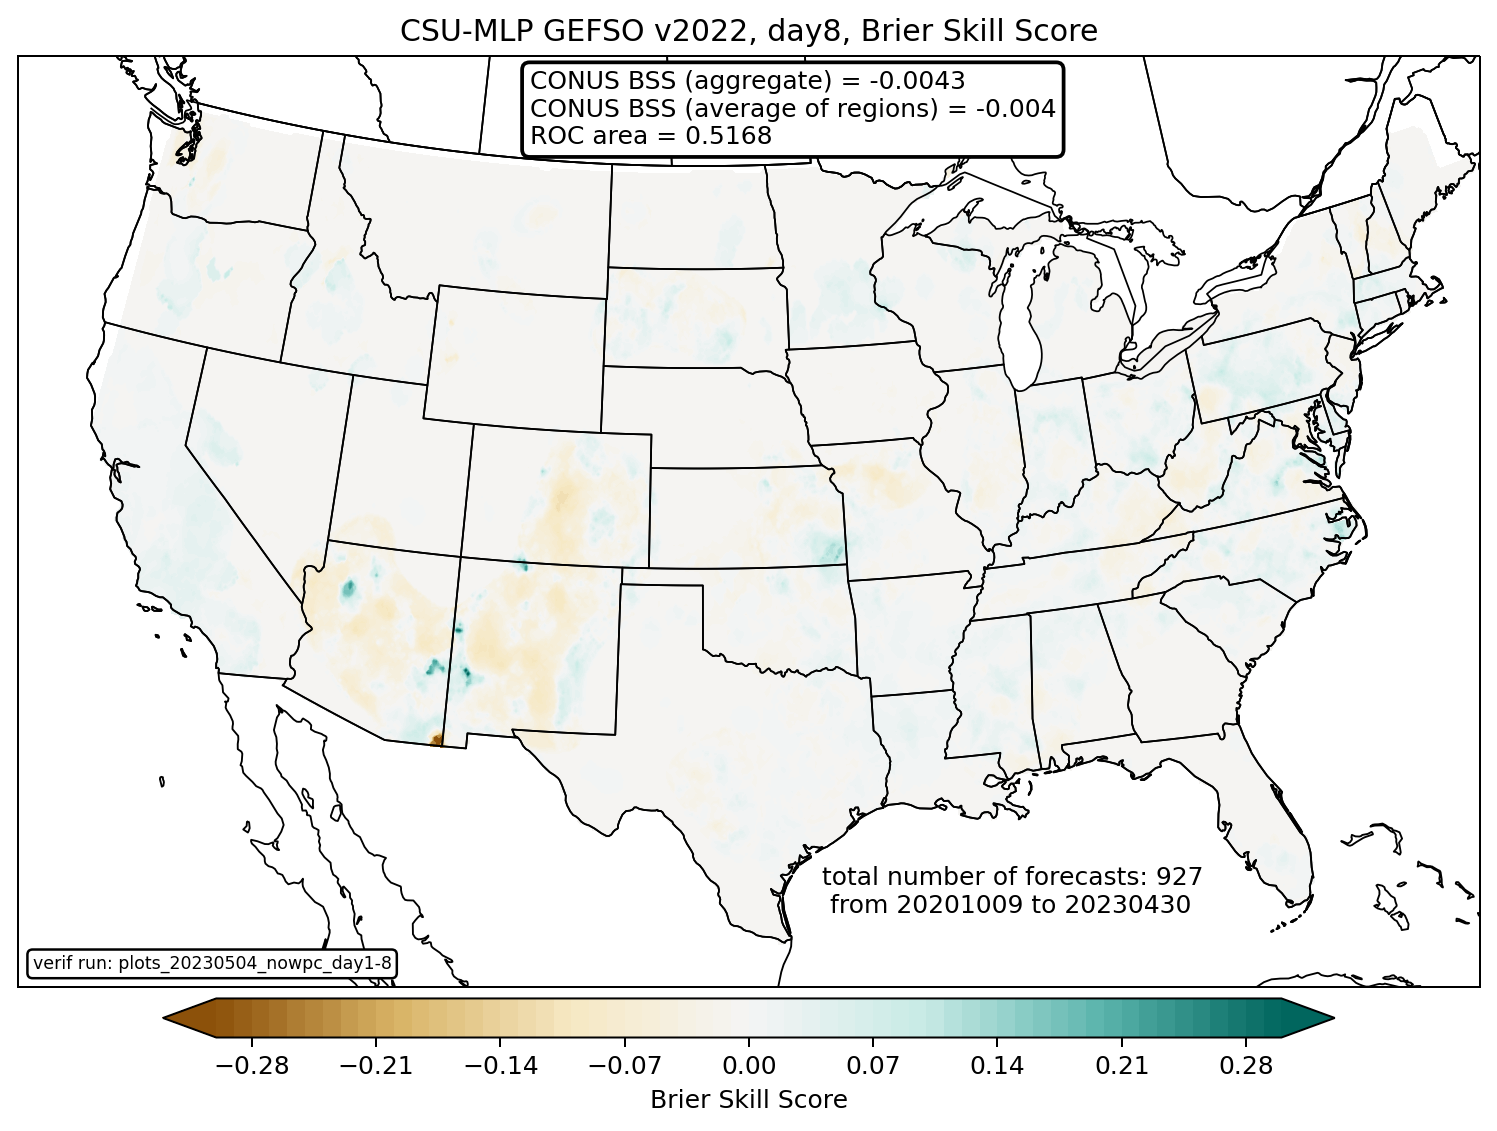 CSU-MLP GEFSO v2022, day8, Brier Skill Score
CONUS BSS (aggregate) = -0.0043
CONUS BSS (average of regions) = -0.004
ROC area = 0.5168
total number of forecasts: 927
from 20201009 to 20230430
verif run: plots_20230504_nowpc_day1-8
−0.28 −0.21 −0.14 −0.07 0.00 0.07 0.14 0.21 0.28
Brier Skill Score